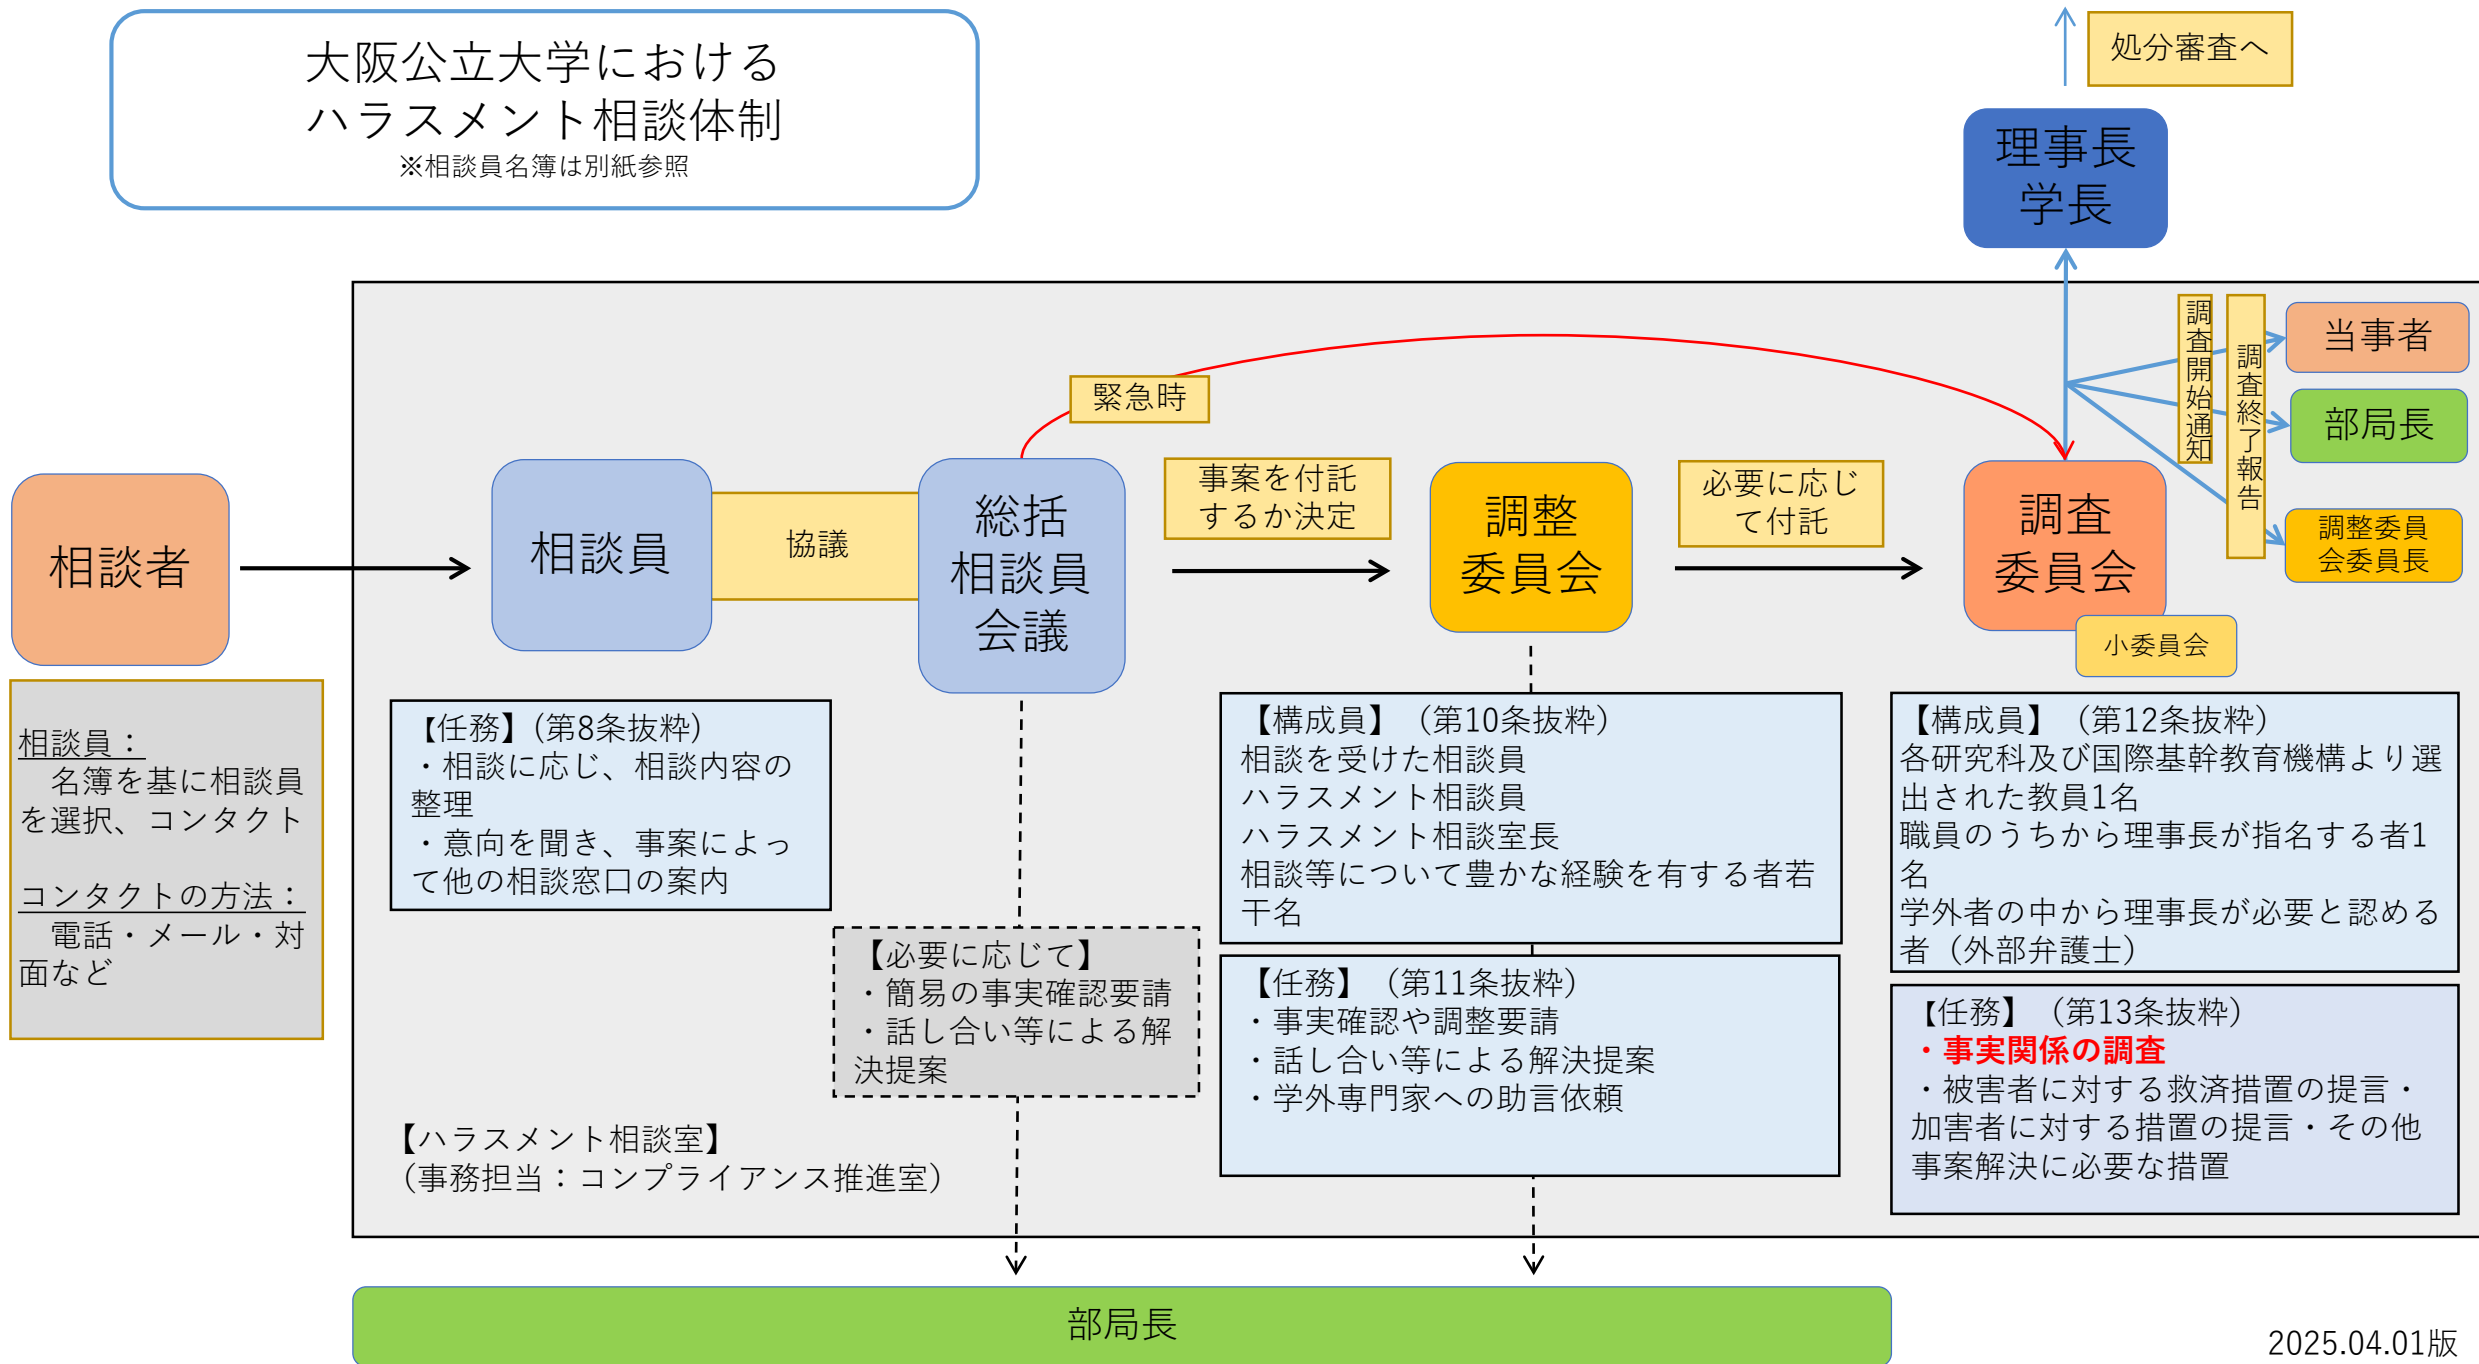 大阪公立大学における
ハラスメント相談体制
※相談員名簿は別紙参照
処分審査へ
理事長
学長
調査開始通知
調査終了報告
当事者
部局長
調整委員
会委員長
緊急時
相談者
相談員
協議
総括
相談員
会議
事案を付託
するか決定
調整
委員会
必要に応じ
て付託
調査
委員会
小委員会
相談員：
名簿を基に相談員
を選択、コンタクト
コンタクトの方法：
電話・メール・対
面など
【任務】(第8条抜粋)
・相談に応じ、相談内容の
整理
・意向を聞き、事案によっ
て他の相談窓口の案内
【必要に応じて】
・簡易の事実確認要請
・話し合い等による解
決提案
【構成員】（第10条抜粋）
相談を受けた相談員
ハラスメント相談員
ハラスメント相談室長
相談等について豊かな経験を有する者若
干名
【任務】（第11条抜粋）
・事実確認や調整要請
・話し合い等による解決提案
・学外専門家への助言依頼
【構成員】（第12条抜粋）
各研究科及び国際基幹教育機構より選
出された教員1名
職員のうちから理事長が指名する者1
名
学外者の中から理事長が必要と認める
者（外部弁護士）
【任務】（第13条抜粋）
・事実関係の調査
・被害者に対する救済措置の提言・
加害者に対する措置の提言・その他
事案解決に必要な措置
【ハラスメント相談室】
（事務担当：コンプライアンス推進室）
部局長
2025.04.01版